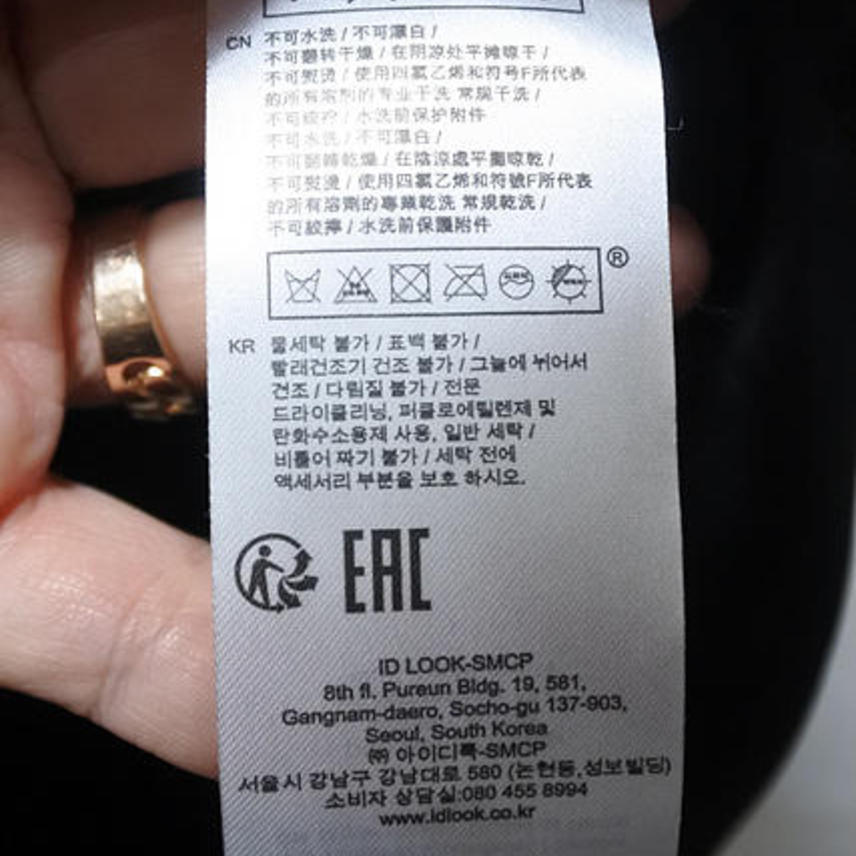 CN 不可水洗 / 不可漂白 /
不可翻转干燥 / 在阴凉处平摊晾干 /
不可熨烫 / 使用四氯乙烯和符号F所代表
的所有溶剂的专业干洗 常规干洗 /
不可绞拧 / 水洗前保护附件
不可水洗 / 不可漂白 /
不可翻轉乾燥 / 在陰涼處平攤晾乾 /
不可熨燙 / 使用四氯乙烯和符號F所代表
的所有溶劑的專業乾洗 常規乾洗 /
不可絞擰 / 水洗前保護附件
®
KR 물세탁 불가 / 표백 불가 /
빨래건조기 건조 불가 / 그늘에 뉘어서
건조 / 다림질 불가 / 전문
드라이클리닝, 퍼클로에틸렌제 및
탄화수소용제 사용, 일반 세탁 /
비틀어 짜기 불가 / 세탁 전에
액세서리 부분을 보호 하시오.
EAC
ID LOOK-SMCP
8th fl. Pureun Bldg. 19, 581,
Gangnam-daero, Socho-gu 137-903,
Seoul, South Korea
㈜ 아이디룩-SMCP
서울시 강남구 강남대로 580 (논현동,성보빌딩)
소비자 상담실:080 455 8994
www.idlook.co.kr